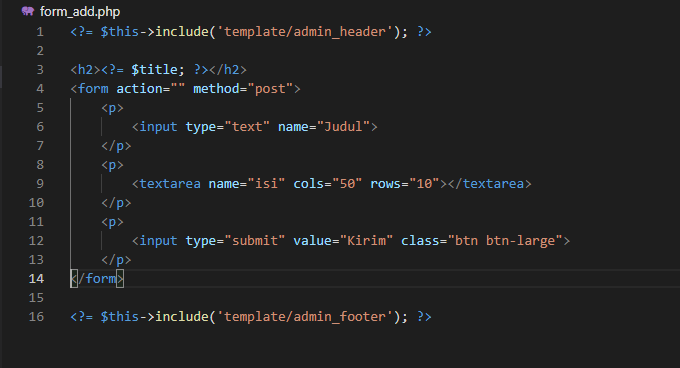 form_add.php
1 <?= $this->include('template/admin_header'); ?>
2
3 <h2><?= $title; ?></h2>
4 <form action="" method="post">
5 <p>
6 <input type="text" name="Judul">
7 </p>
8 <p>
9 <textarea name="isi" cols="50" rows="10"></textarea>
10 </p>
11 <p>
12 <input type="submit" value="Kirim" class="btn btn-large">
13 </p>
14 </form>
15
16 <?= $this->include('template/admin_footer'); ?>